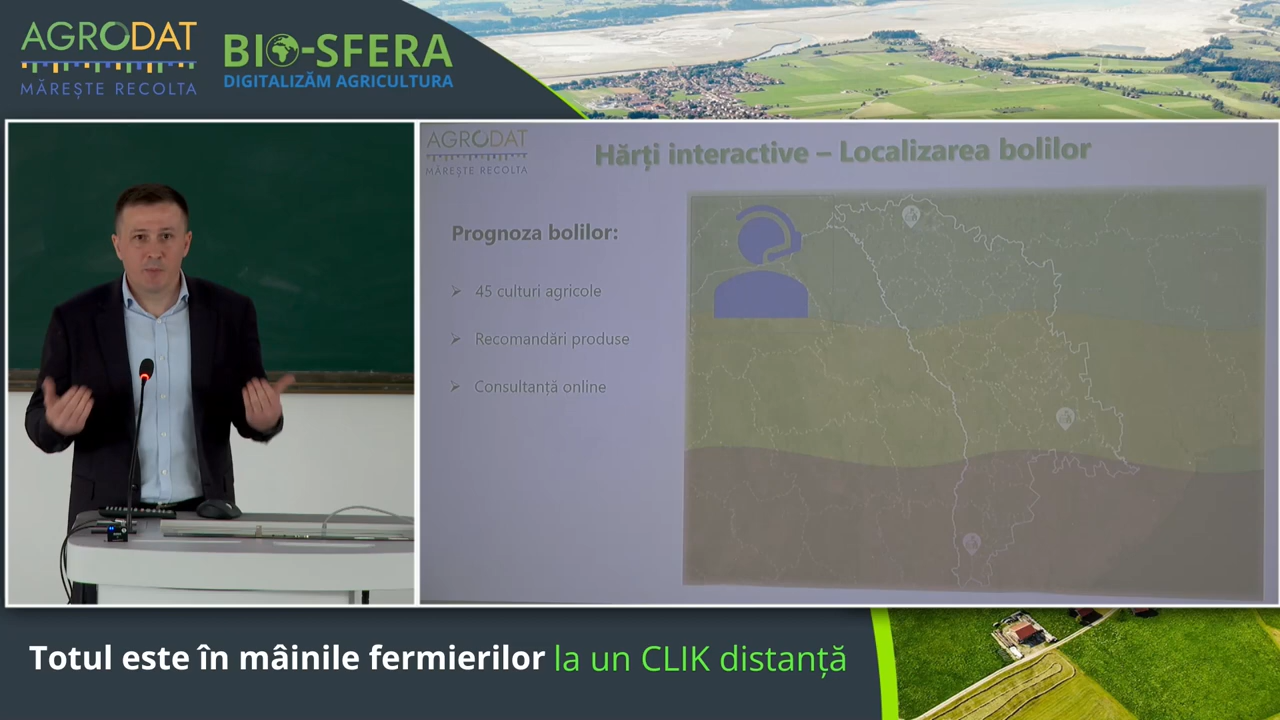 AGRODAT
MĂREȘTE RECOLTA
BIO-SFERA
DIGITALIZĂM AGRICULTURA
AGRODAT
MĂREȘTE RECOLTA
Hărți interactive – Localizarea bolilor
Prognoza bolilor:
45 culturi agricole
Recomandări produse
Consultanță online
Totul este în mâinile fermierilor la un CLIK distanță